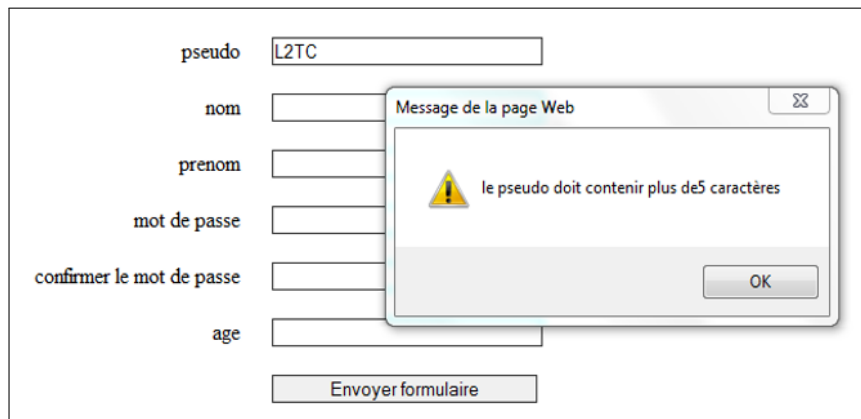 pseudo L2TC
nom
Message de la page Web
prenom
le pseudo doit contenir plus de5 caractères
mot de passe
confirmer le mot de passe
OK
age
Envoyer formulaire